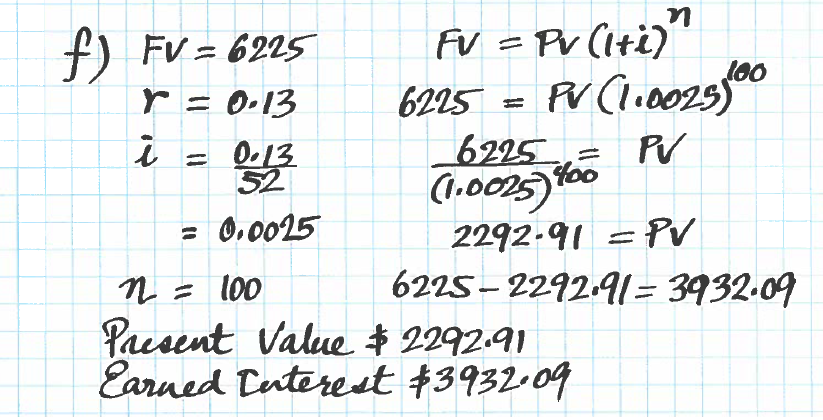 f) FV = 6225
r = 0.13
i = 0.13/52
= 0.0025
n = 100
FV = PV (1+i)^n
6225 = PV (1.0025)^100
6225/(1.0025)^400 = PV
2292.91 = PV
6225 - 2292.91 = 3932.09
Present Value $ 2292.91
Earned Interest $3932.09